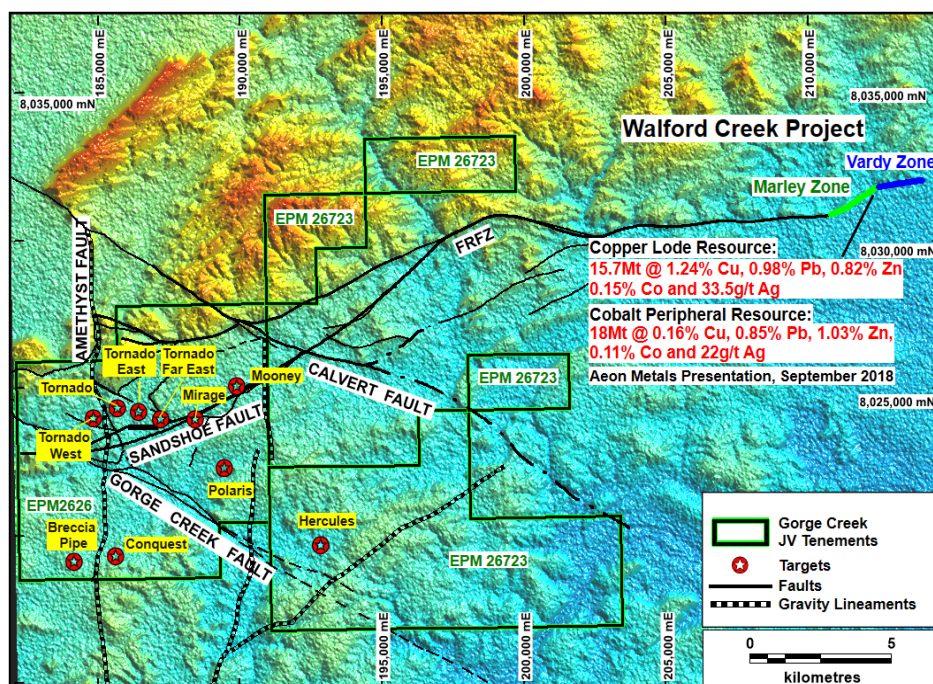 185,000 mE
190,000 mE
195,000 mE
200,000 mE
205,000 mE
210,000 mE
8,035,000 mN
8,035,000 mN
Walford Creek Project
Vardy Zone
Marley Zone
EPM 26723
EPM 26723
FRFZ
AMETHYST FAULT
Copper Lode Resource:
15.7Mt @ 1.24% Cu, 0.98% Pb, 0.82% Zn
0.15% Co and 33.5g/t Ag
8,030,000 mN
Cobalt Peripheral Resource:
18Mt @ 0.16% Cu, 0.85% Pb, 1.03% Zn,
0.11% Co and 22g/t Ag
Aeon Metals Presentation, September 2018
8,025,000 mN
Tornado
East
Tornado
Far East
Tornado
Mirage
Mooney
CALVERT FAULT
EPM 26723
Tornado
West
SANDSHOE FAULT
Polaris
EPM2626
GORGE CREEK FAULT
Breccia
Pipe
Conquest
Hercules
EPM 26723
Gorge Creek
JV Tenements
Targets
Faults
Gravity Lineaments
195,000 mE
200,000 mE
0 5
kilometres